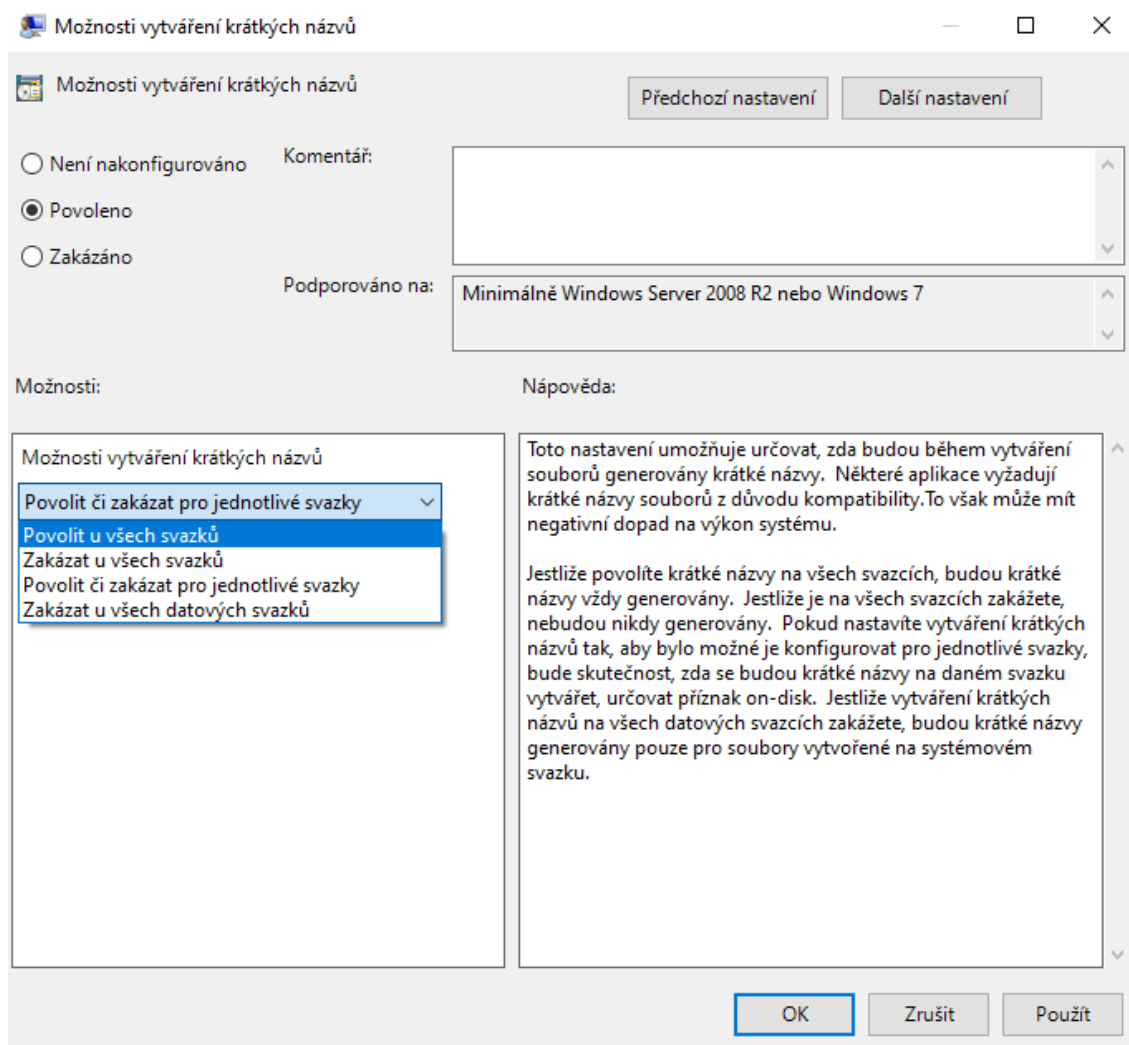 Možnosti vytváření krátkých názvů
Možnosti vytváření krátkých názvů
Předchozí nastavení
Další nastavení
Není nakonfigurováno
Povoleno
Zakázáno
Komentář:
Podporováno na:
Minimálně Windows Server 2008 R2 nebo Windows 7
Možnosti:
Nápověda:
Možnosti vytváření krátkých názvů
Povolit či zakázat pro jednotlivé svazky
Povolit u všech svazků
Zakázat u všech svazků
Povolit či zakázat pro jednotlivé svazky
Zakázat u všech datových svazků
Toto nastavení umožňuje určovat, zda budou během vytváření
souborů generovány krátké názvy.  Některé aplikace vyžadují
krátké názvy souborů z důvodu kompatibility.To však může mít
negativní dopad na výkon systému.
Jestliže povolíte krátké názvy na všech svazcích, budou krátké
názvy vždy generovány.  Jestliže je na všech svazcích zakážete,
nebudou nikdy generovány.  Pokud nastavíte vytváření krátkých
názvů tak, aby bylo možné je konfigurovat pro jednotlivé svazky,
bude skutečnost, zda se budou krátké názvy na daném svazku
vytvářet, určovat příznak on-disk.  Jestliže vytváření krátkých
názvů na všech datových svazcích zakážete, budou krátké názvy
generovány pouze pro soubory vytvořené na systémovém
svazku.
OK
Zrušit
Použít